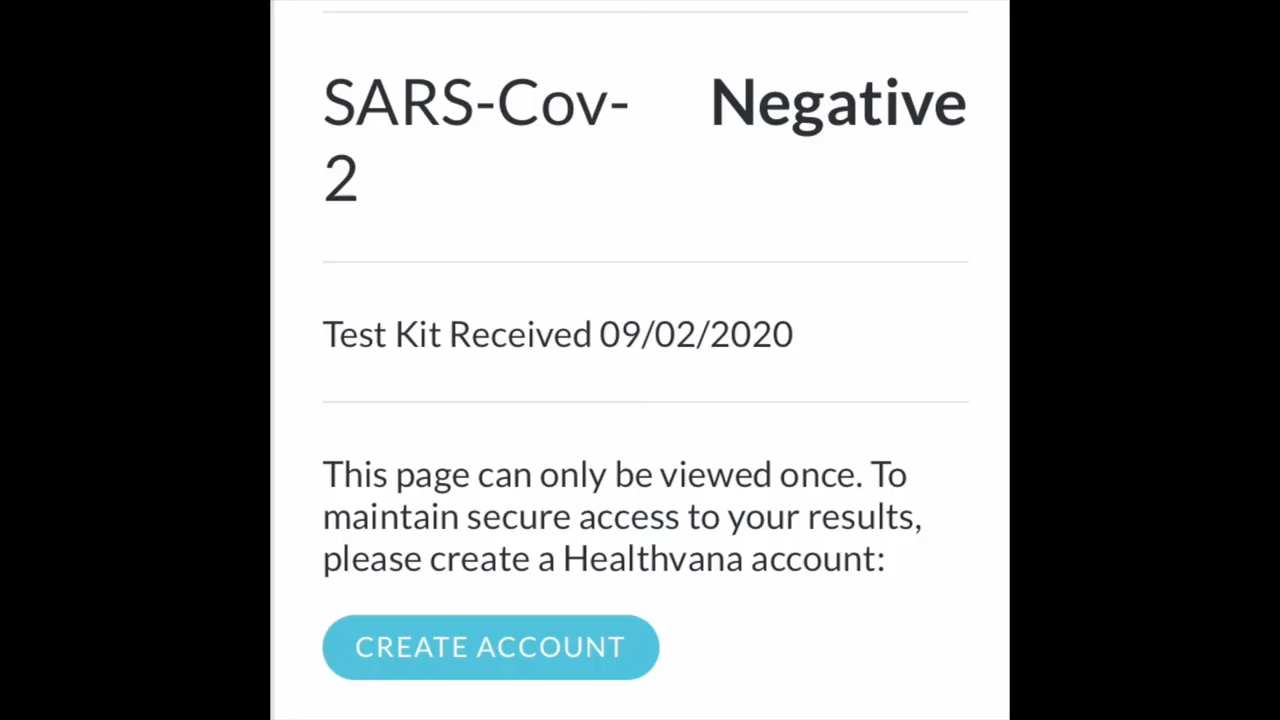 SARS-Cov- Negative
2
Test Kit Received 09/02/2020
This page can only be viewed once. To
maintain secure access to your results,
please create a Healthvana account:
CREATE ACCOUNT